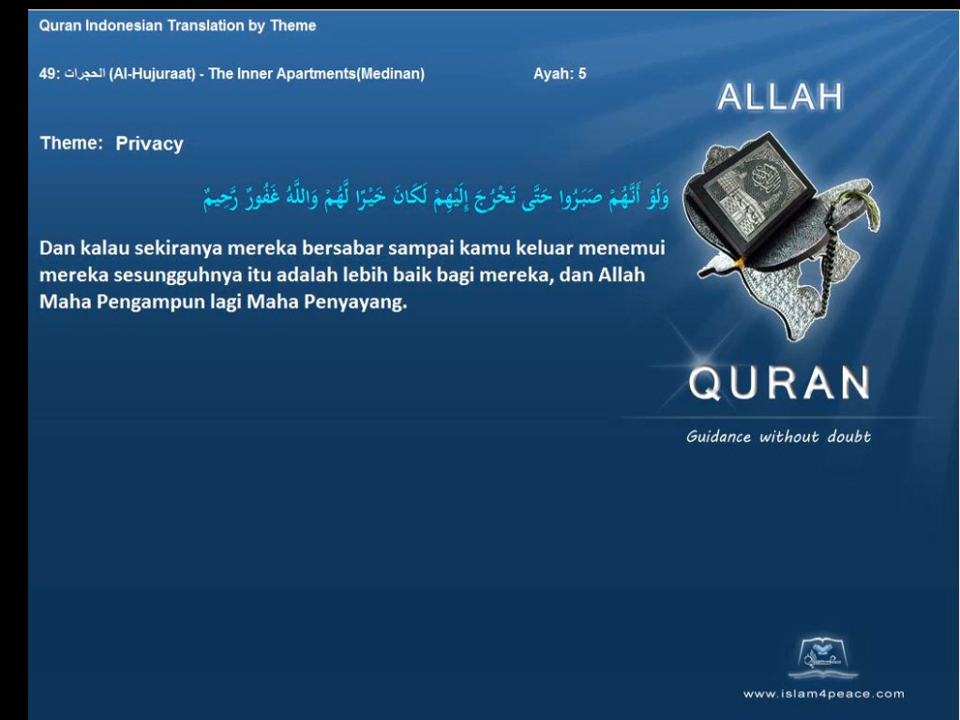 Quran Indonesian Translation by Theme
49: الحجرات (Al-Hujuraat) - The Inner Apartments(Medinan) Ayah: 5
ALLAH
Theme: Privacy
وَلَوْ أَنَّهُمْ صَبَرُوا حَتَّى تَخْرُجَ إِلَيْهِمْ لَكَانَ خَيْرًا لَّهُمْ وَاللَّهُ غَفُورٌ رَّحِيمٌ
Dan kalau sekiranya mereka bersabar sampai kamu keluar menemui
mereka sesungguhnya itu adalah lebih baik bagi mereka, dan Allah
Maha Pengampun lagi Maha Penyayang.
QURAN
Guidance without doubt
www.islam4peace.com